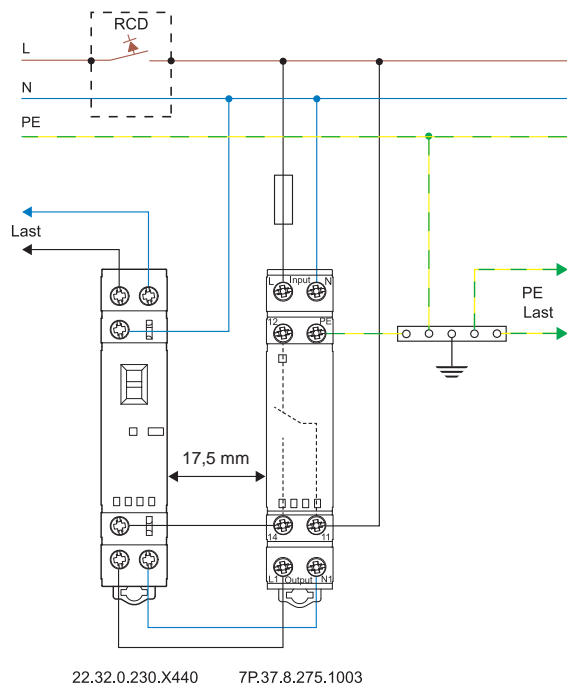 RCD
L
N
PE
Last
L Input N
12 PE
PE
Last
17,5 mm
14 11
L1 Output N1
22.32.0.230.X440 7P.37.8.275.1003